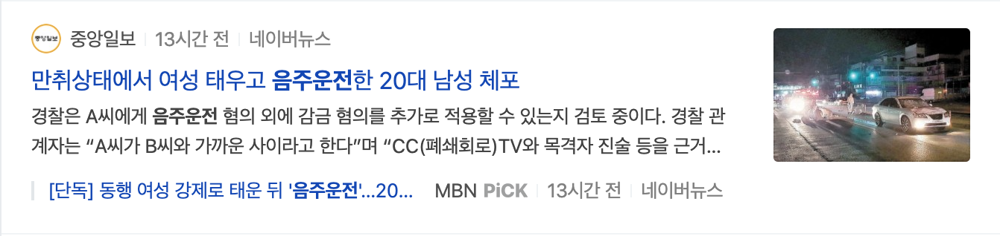 중앙일보 중앙일보 13시간 전 네이버뉴스
만취상태에서 여성 태우고 음주운전한 20대 남성 체포
경찰은 A씨에게 음주운전 혐의 외에 감금 혐의를 추가로 적용할 수 있는지 검토 중이다. 경찰 관
계자는 “A씨가 B씨와 가까운 사이라고 한다”며 “CC(폐쇄회로)TV와 목격자 진술 등을 근거...
[단독] 동행 여성 강제로 태운 뒤 '음주운전'...20... MBN PiCK 13시간 전 네이버뉴스